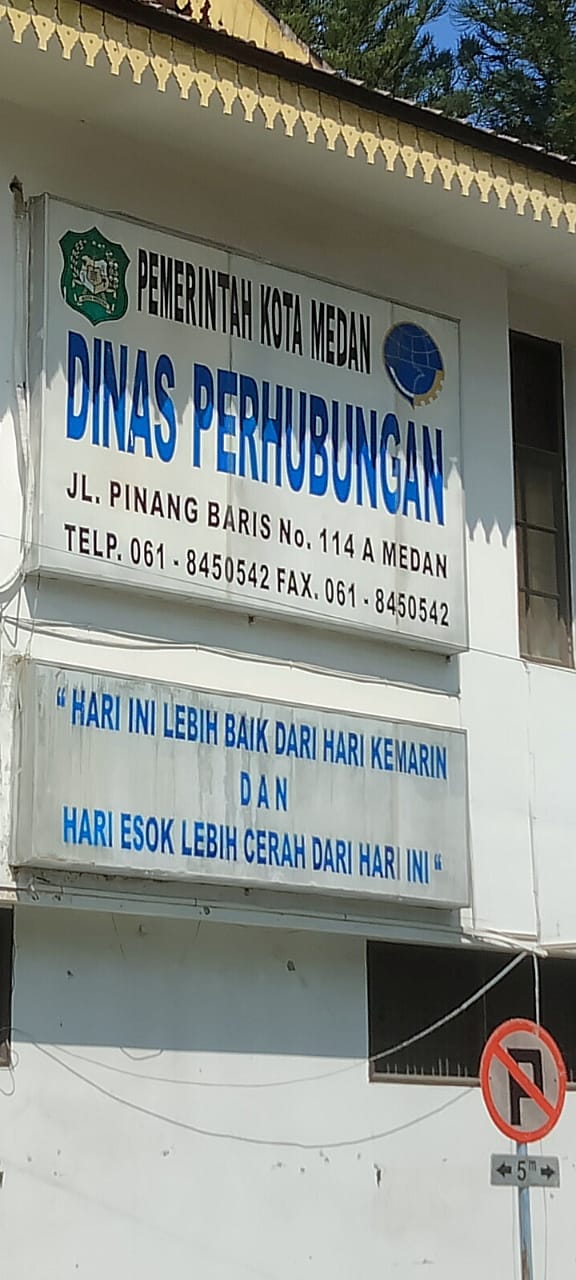 PEMERINTAH KOTA MEDAN
DINAS PERHUBUNGAN
JL. PINANG BARIS No. 114 A MEDAN
TELP. 061 - 8450542 FAX. 061 - 8450542
“ HARI INI LEBIH BAIK DARI HARI KEMARIN
DAN
HARI ESOK LEBIH CERAH DARI HARI INI “
P
5 m